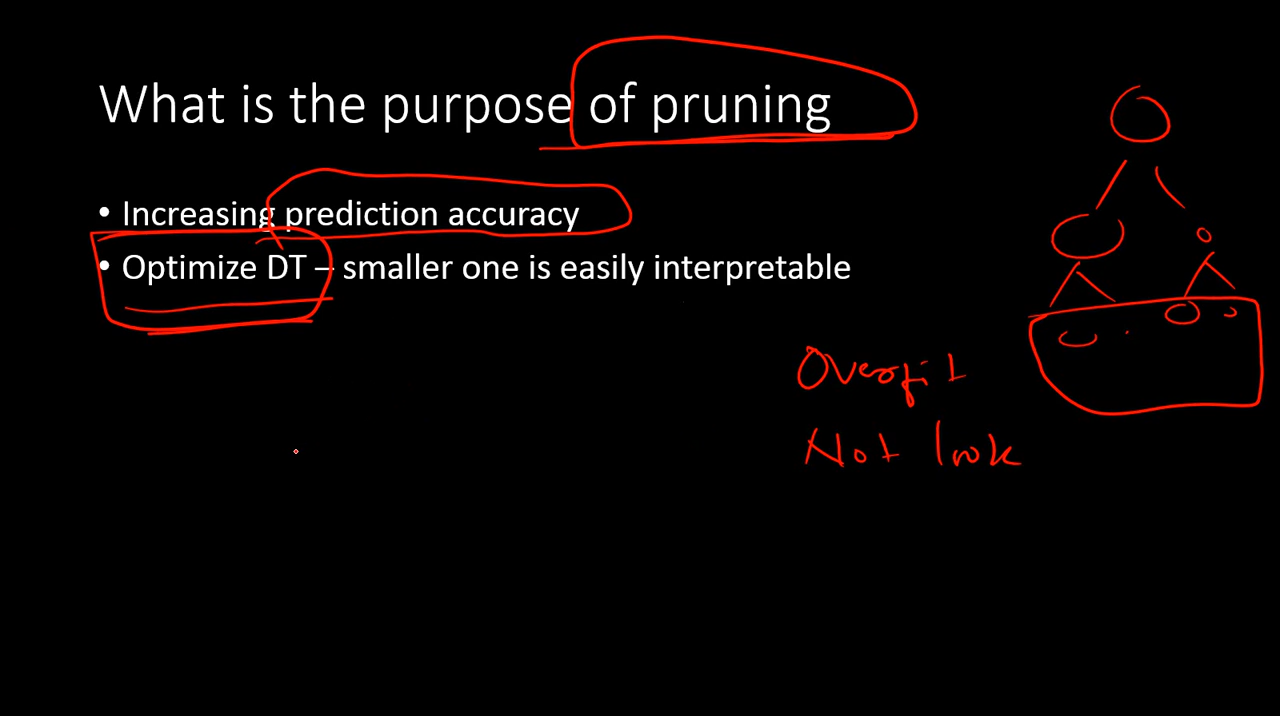 What is the purpose of pruning
• Increasing prediction accuracy
• Optimize DT – smaller one is easily interpretable
Overfit
Not look